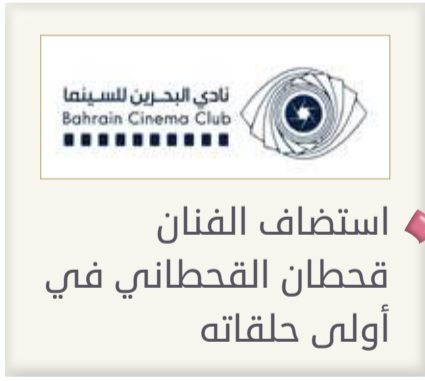 نادي البحرين للسينما
Bahrain Cinema Club
استضاف الفنان
قحطان القحطاني في
أولى حلقاته